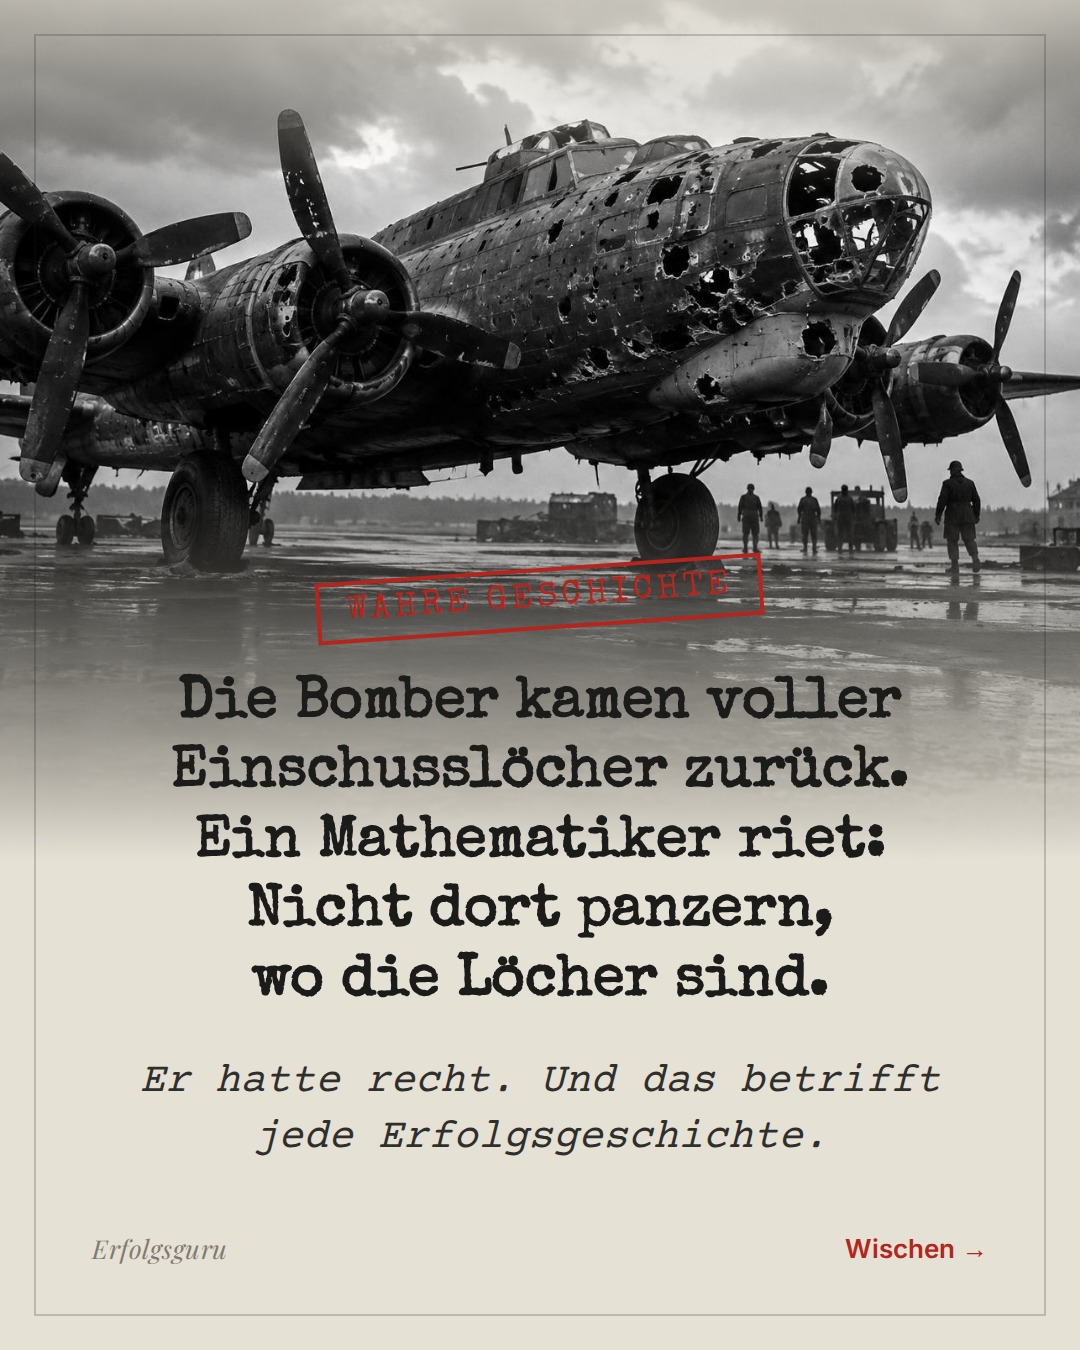 WAHRE GESCHICHTE
Die Bomber kamen voller
Einschusslöcher zurück.
Ein Mathematiker riet:
Nicht dort panzern,
wo die Löcher sind.
Er hatte recht. Und das betrifft
jede Erfolgsgeschichte.
Erfolgsguru
Wischen →